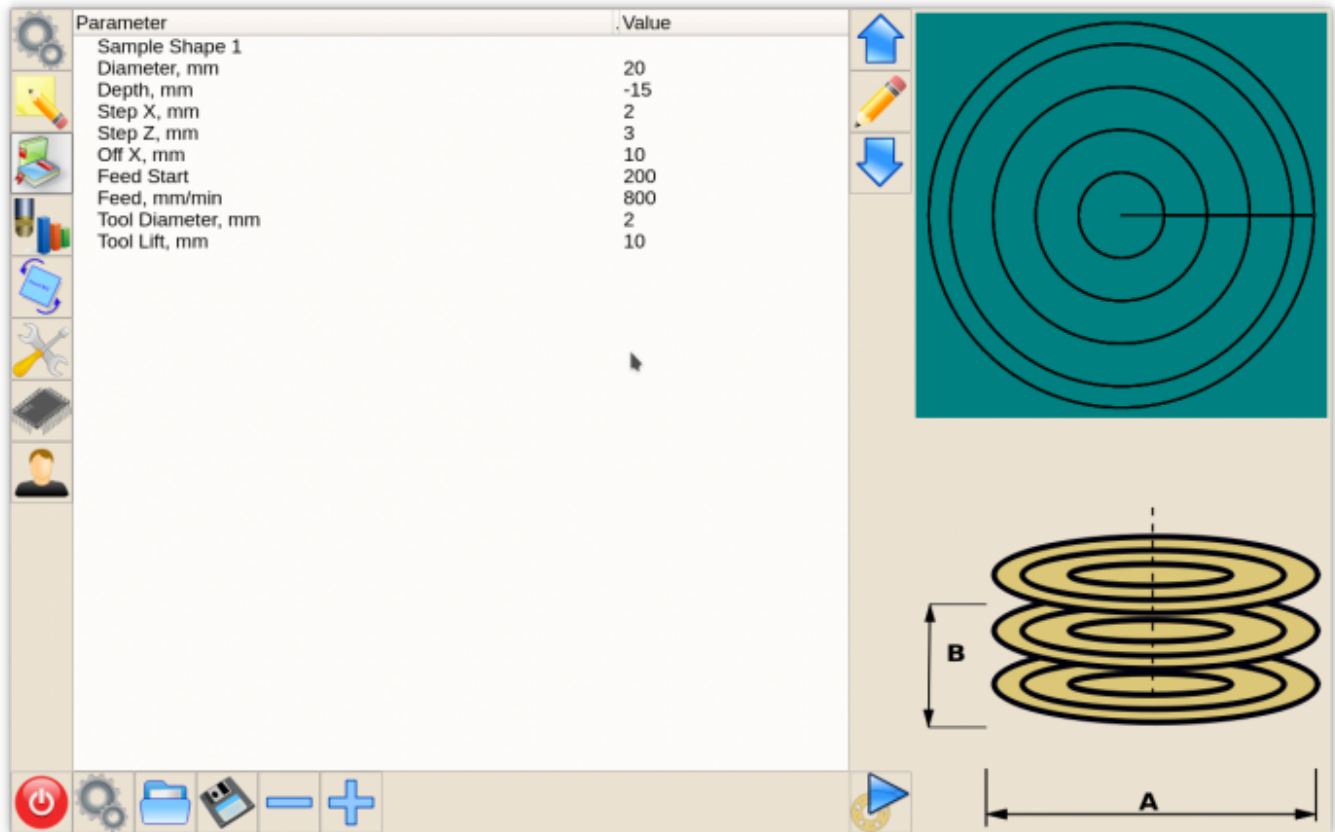 Parameter Value
Sample Shape 1
Diameter, mm 20
Depth, mm -15
Step X, mm 2
Step Z, mm 3
Off X, mm 10
Feed Start 200
Feed, mm/min 800
Tool Diameter, mm 2
Tool Lift, mm 10
B
A